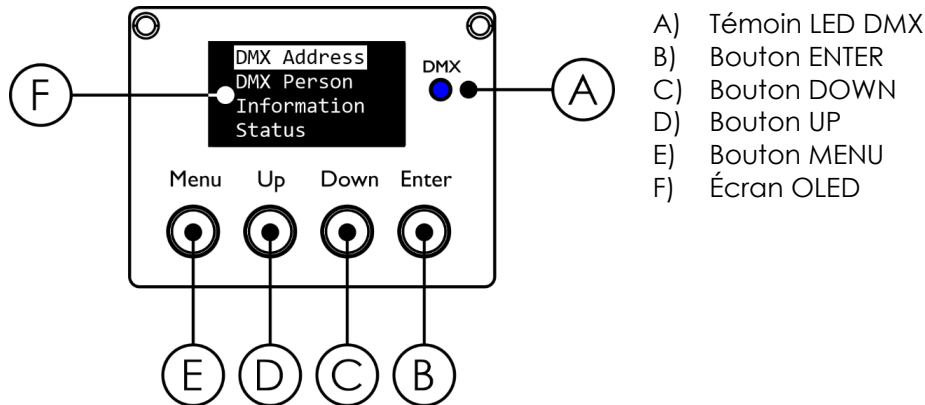 DMX Address
DMX Person
Information
Status
DMX
Menu Up Down Enter
F
A
E D C B
A) Témoin LED DMX
B) Bouton ENTER
C) Bouton DOWN
D) Bouton UP
E) Bouton MENU
F) Écran OLED